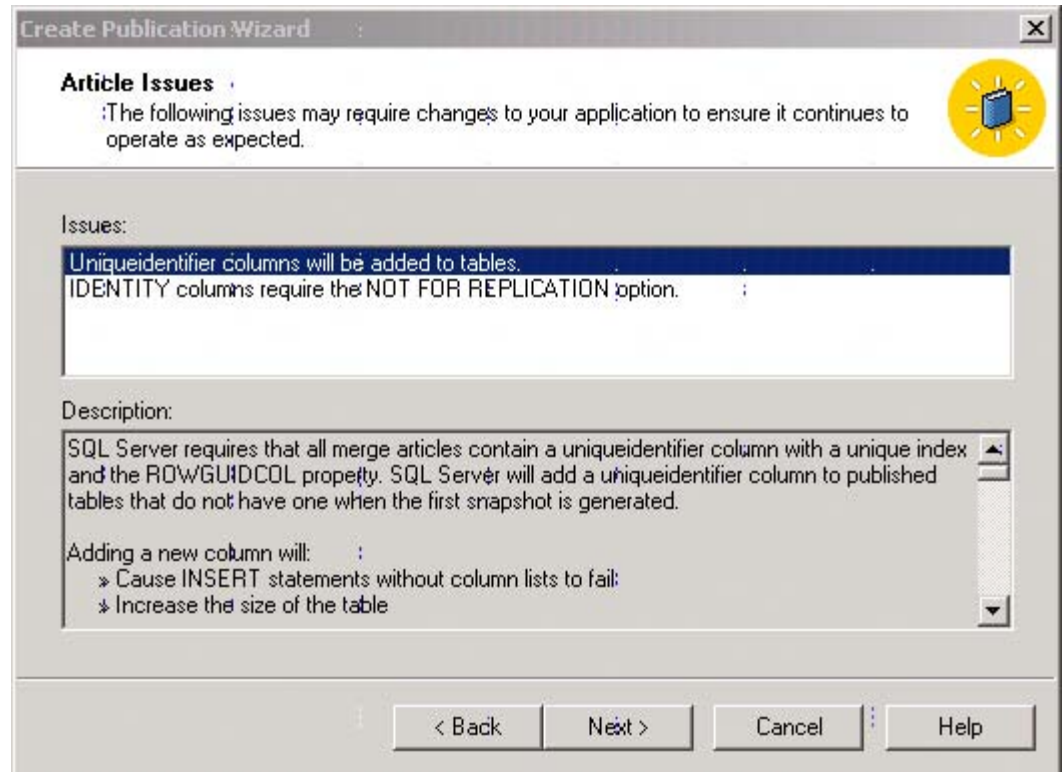 Create Publication Wizard
Article Issues
The following issues may require changes to your application to ensure it continues to
operate as expected.
Issues:
Uniqueidentifier columns will be added to tables.
IDENTITY columns require the NOT FOR REPLICATION option.
Description:
SQL Server requires that all merge articles contain a uniqueidentifier column with a unique index
and the ROWGUIDCOL property. SQL Server will add a uniqueidentifier column to published
tables that do not have one when the first snapshot is generated.
Adding a new column will:
» Cause INSERT statements without column lists to fail
» Increase the size of the table
< Back Next > Cancel Help